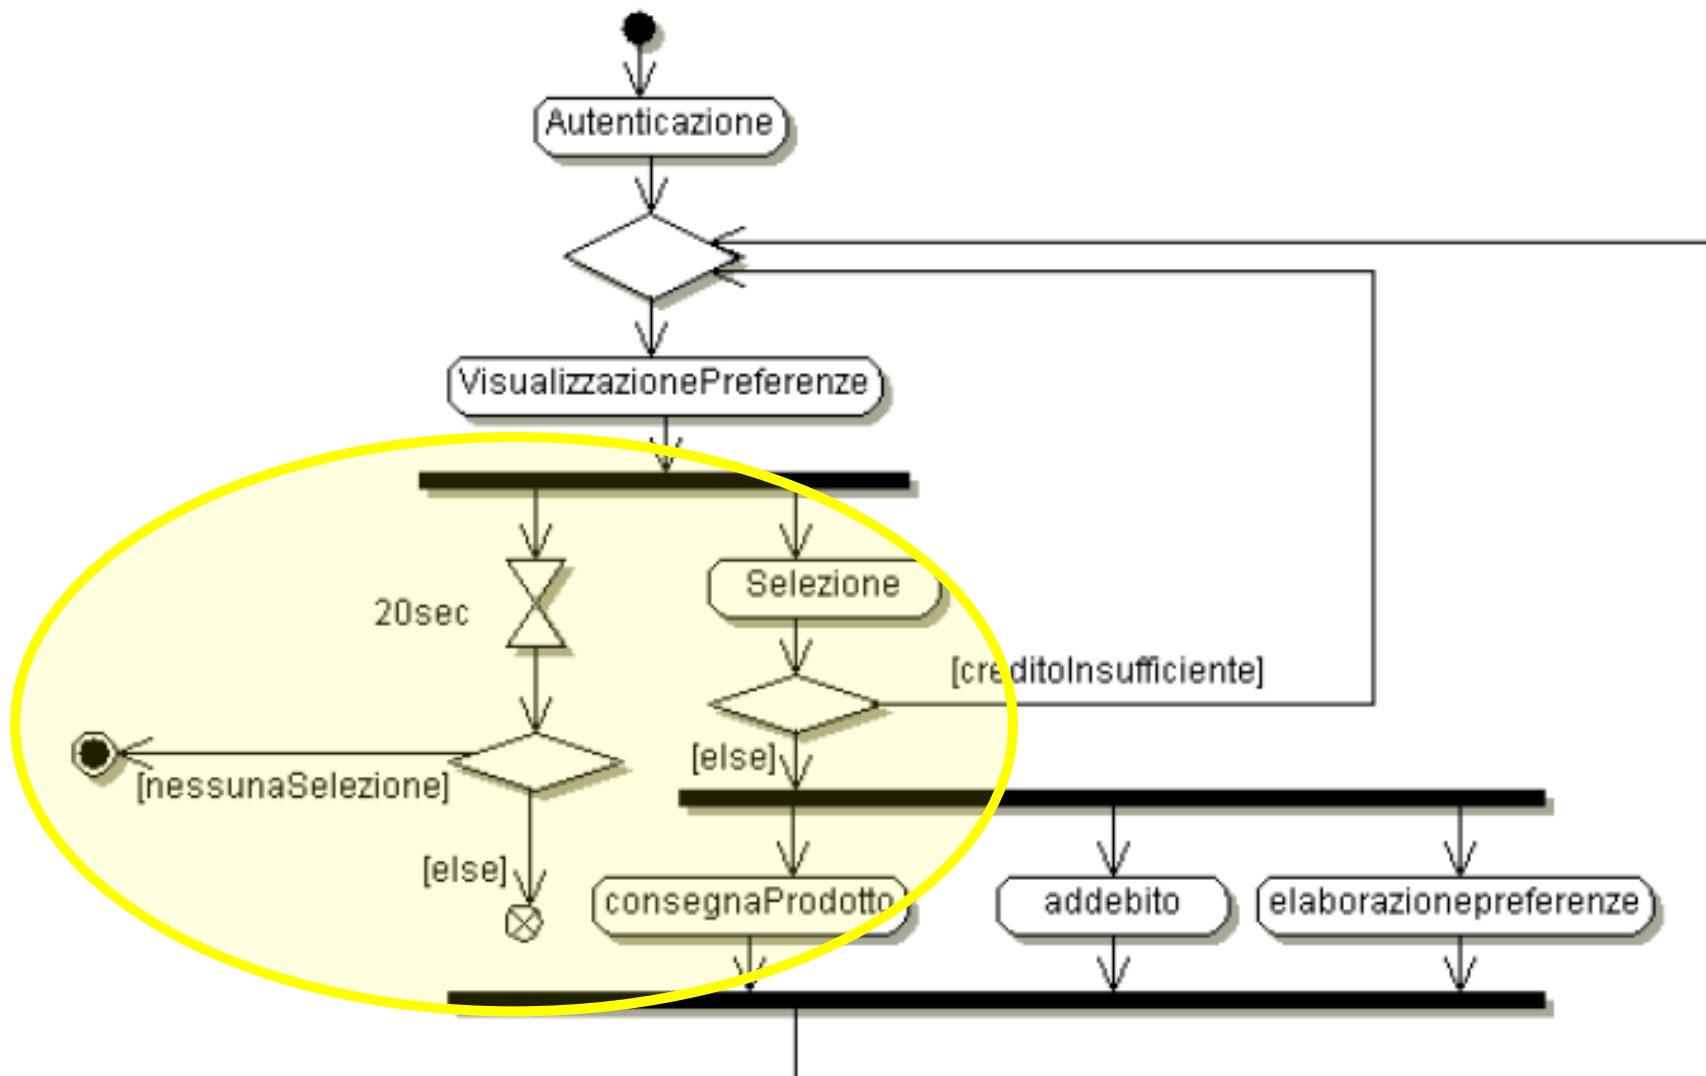 Autenticazione
VisualizzazionePreferenze
20sec
Selezione
[creditoInsufficiente]
[else]
[nessunaSelezione]
[else]
consegnaProdotto
addebito
elaborazionepreferenze